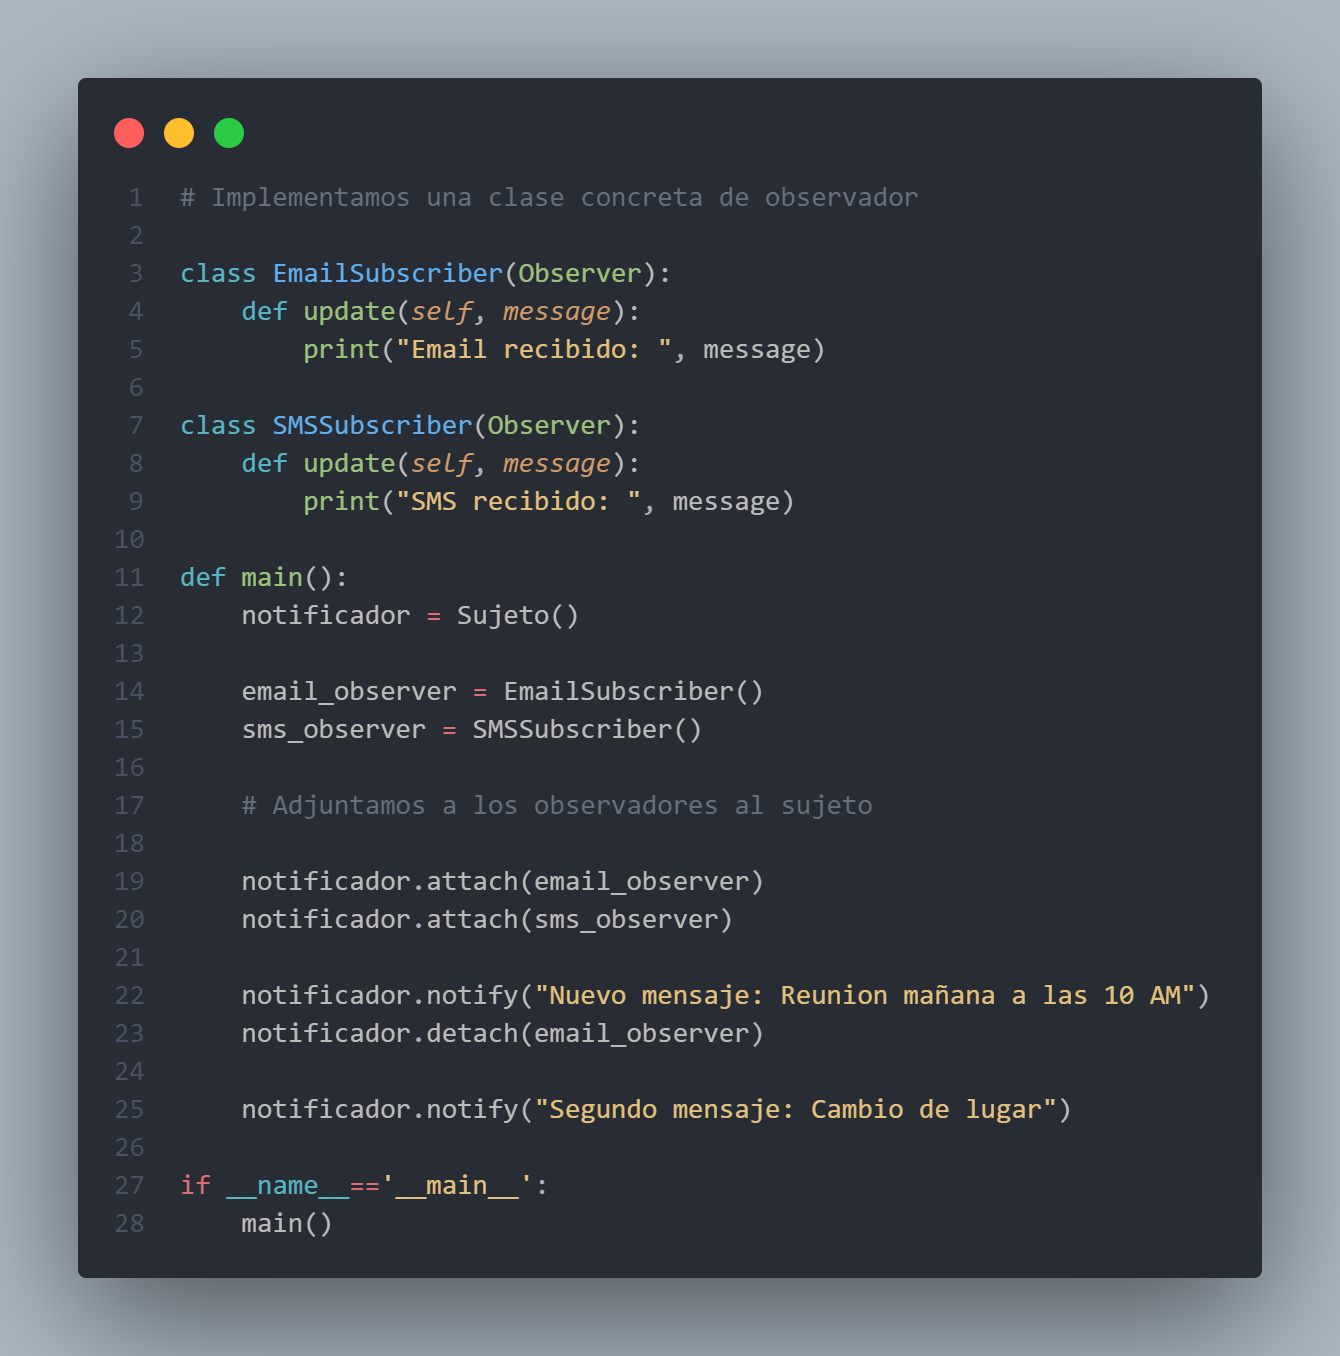 1 # Implementamos una clase concreta de observador
2
3 class EmailSubscriber(Observer):
4     def update(self, message):
5         print("Email recibido: ", message)
6
7 class SMSSubscriber(Observer):
8     def update(self, message):
9         print("SMS recibido: ", message)
10
11 def main():
12     notificador = Sujeto()
13
14     email_observer = EmailSubscriber()
15     sms_observer = SMSSubscriber()
16
17     # Adjuntamos a los observadores al sujeto
18
19     notificador.attach(email_observer)
20     notificador.attach(sms_observer)
21
22     notificador.notify("Nuevo mensaje: Reunion mañana a las 10 AM")
23     notificador.detach(email_observer)
24
25     notificador.notify("Segundo mensaje: Cambio de lugar")
26
27 if __name__=='__main__':
28     main()